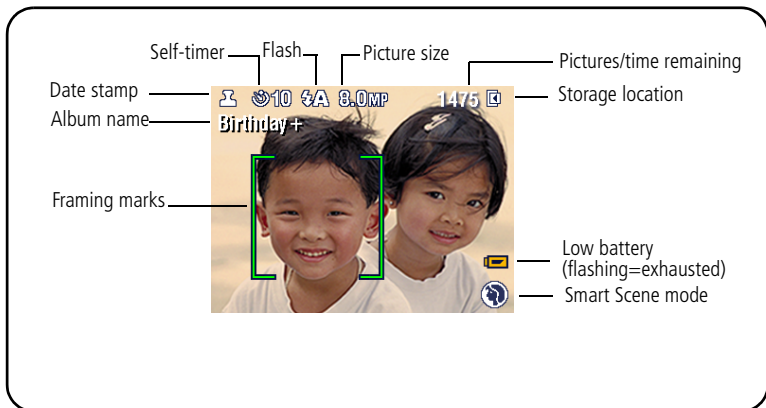 Self-timer Flash Picture size
Pictures/time remaining
Date stamp
Storage location
10 A 8.0MP 1475
Album name
Birthday+
Framing marks
Low battery
(flashing=exhausted)
Smart Scene mode